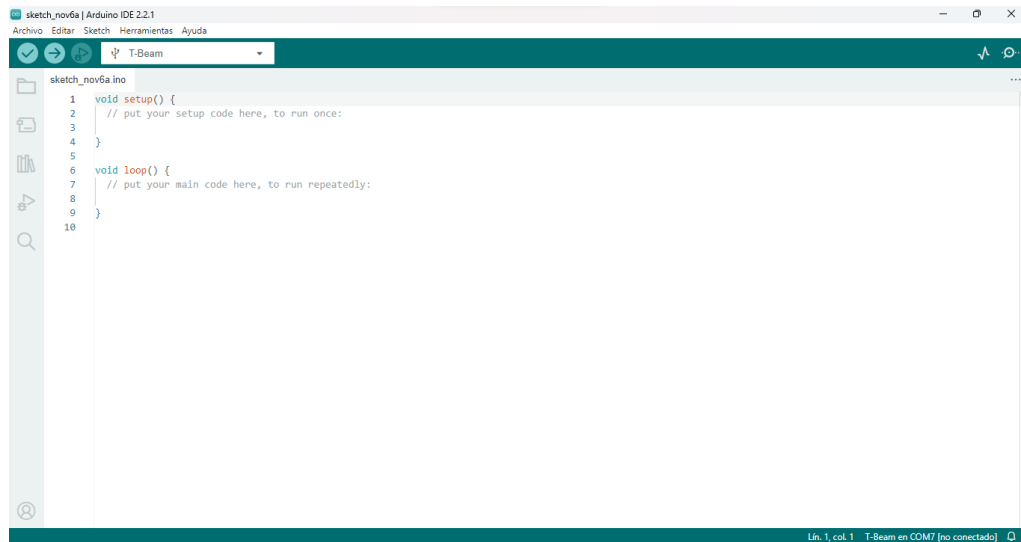 sketch_nov6a | Arduino IDE 2.2.1
Archivo Editar Sketch Herramientas Ayuda
T-Beam
sketch_nov6a.ino
1 void setup() {
2 // put your setup code here, to run once:
3
4 }
5
6 void loop() {
7 // put your main code here, to run repeatedly:
8
9 }
10
Lín. 1, col. 1 T-Beam en COM7 [no conectado]